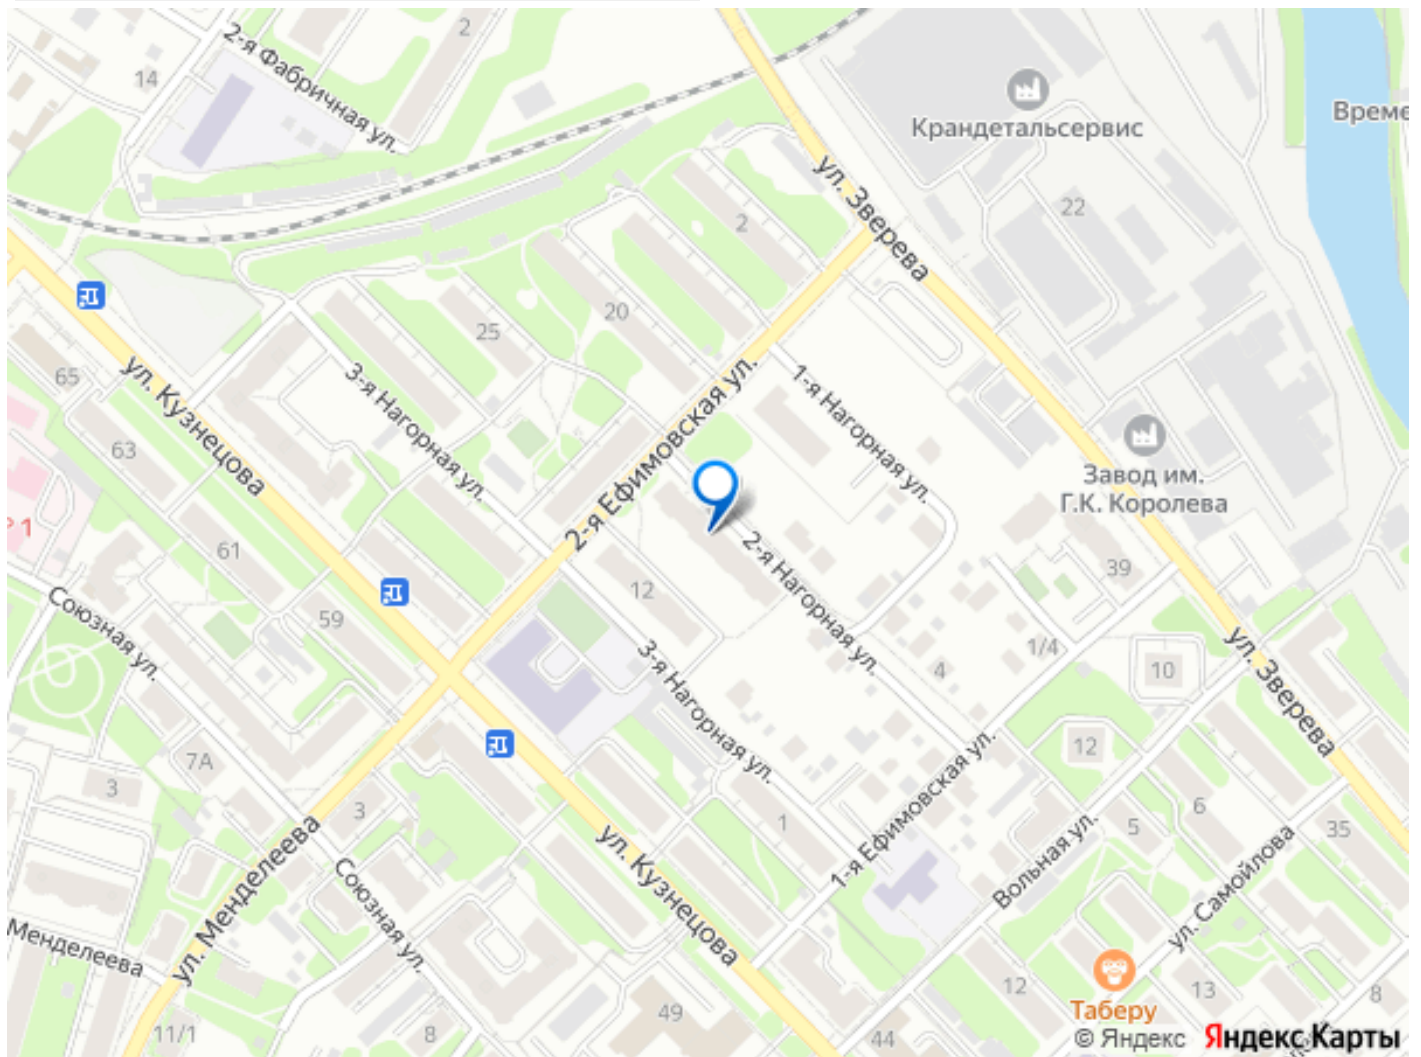 2
2-я Фабричная ул.
14
Крандетальсервис
Време
ул. Зверева
22
2
20
25
65
ул. Кузнецова
3-я Нагорная ул.
1-я Нагорная ул.
63
2-я Ефимовская ул.
Завод им.
Г.К. Королева
1
61
12
2-я Нагорная ул.
39
Союзная ул.
59
3-я Нагорная ул.
4
1/4
10
ул. Зверева
7А
12
3
3
1
1-я Ефимовская ул.
6
5
35
ул. Менделеева
Союзная ул.
ул. Кузнецова
Вольная ул.
ул. Самойлова
Менделеева
12
13
8
Таберу
11/1
8
49
44
© Яндекс Яндекс Карты